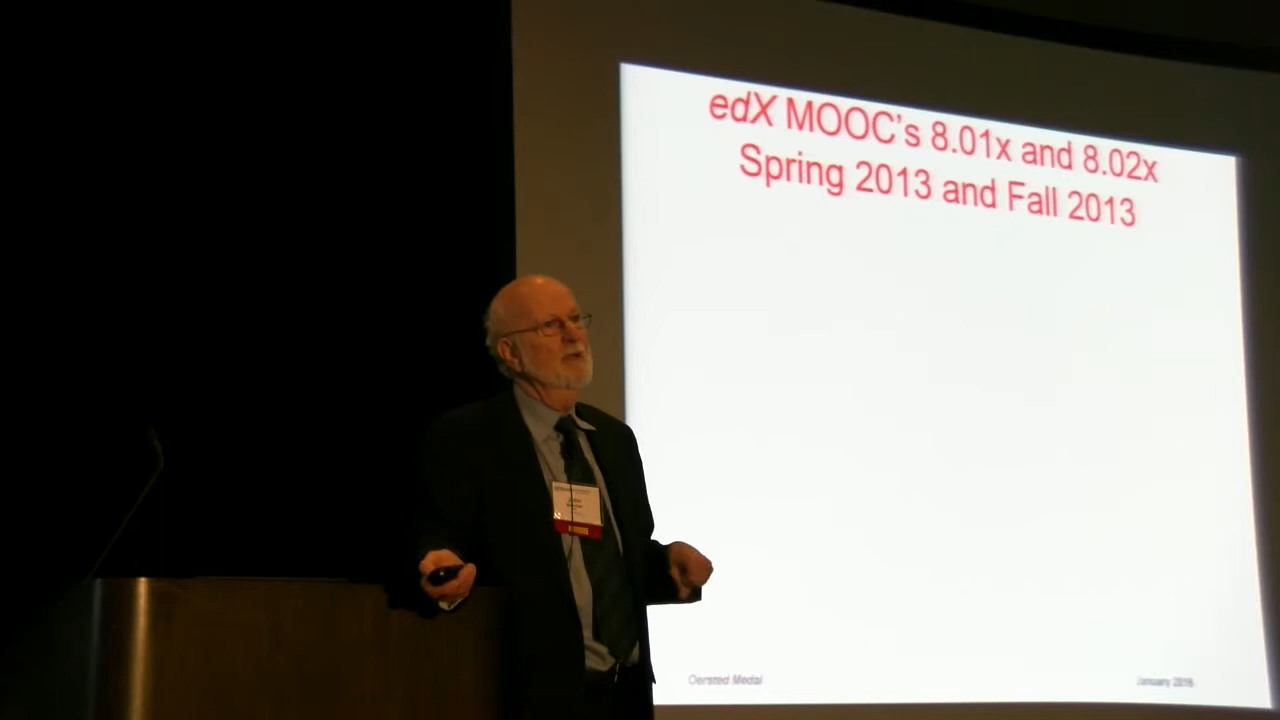 edX MOOC's 8.01x and 8.02x
Spring 2013 and Fall 2013
Oersted Medal
January 2016